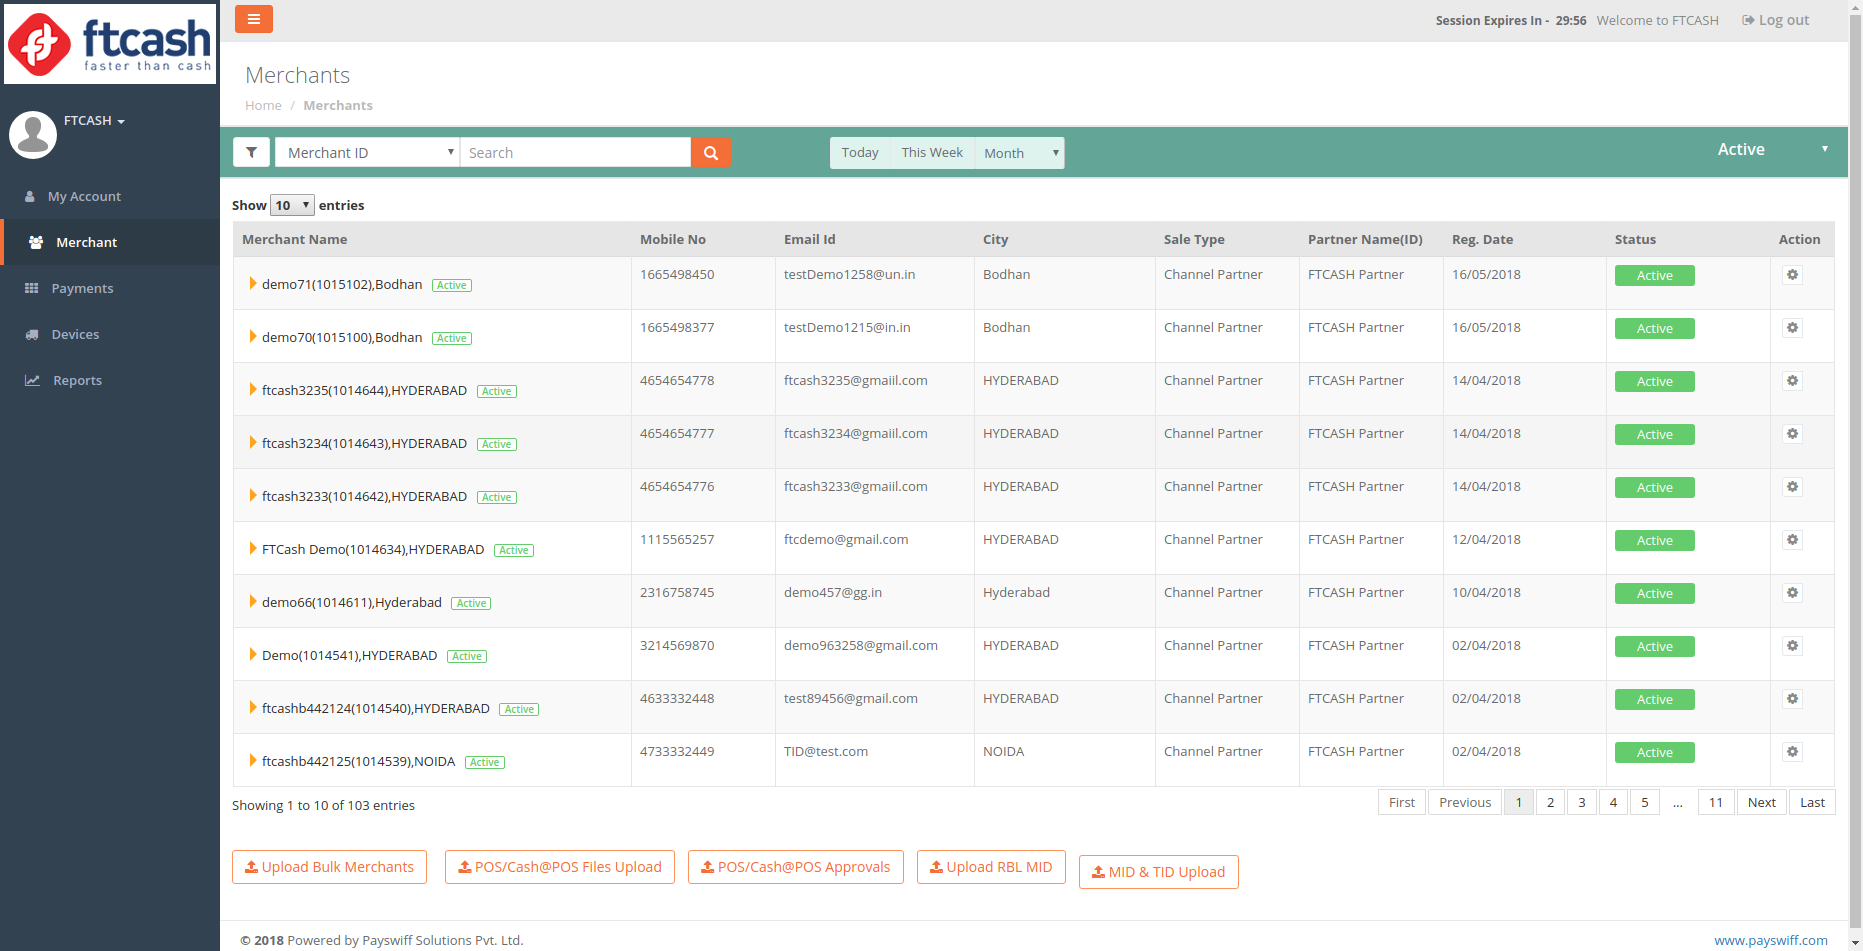 ftcash
faster than cash
Session Expires In - 29:56 Welcome to FTCASH Log out
Merchants
Home / Merchants
FTCASH
My Account
Merchant
Payments
Devices
Reports
Merchant ID Search Today This Week Month Active
Show 10 entries
Merchant Name Mobile No Email Id City Sale Type Partner Name(ID) Reg. Date Status Action
demo71(1015102),Bodhan Active 1665498450 testDemo1258@un.in Bodhan Channel Partner FTCASH Partner 16/05/2018 Active
demo70(1015100),Bodhan Active 1665498377 testDemo1215@in.in Bodhan Channel Partner FTCASH Partner 16/05/2018 Active
ftcash3235(1014644),HYDERABAD Active 4654654778 ftcash3235@gmaiil.com HYDERABAD Channel Partner FTCASH Partner 14/04/2018 Active
ftcash3234(1014643),HYDERABAD Active 4654654777 ftcash3234@gmaiil.com HYDERABAD Channel Partner FTCASH Partner 14/04/2018 Active
ftcash3233(1014642),HYDERABAD Active 4654654776 ftcash3233@gmaiil.com HYDERABAD Channel Partner FTCASH Partner 14/04/2018 Active
FTCash Demo(1014634),HYDERABAD Active 1115565257 ftcdemo@gmail.com HYDERABAD Channel Partner FTCASH Partner 12/04/2018 Active
demo66(1014611),Hyderabad Active 2316758745 demo457@gg.in Hyderabad Channel Partner FTCASH Partner 10/04/2018 Active
Demo(1014541),HYDERABAD Active 3214569870 demo963258@gmail.com HYDERABAD Channel Partner FTCASH Partner 02/04/2018 Active
ftcashb442124(1014540),HYDERABAD Active 4633332448 test89456@gmail.com HYDERABAD Channel Partner FTCASH Partner 02/04/2018 Active
ftcashb442125(1014539),NOIDA Active 4733332449 TID@test.com NOIDA Channel Partner FTCASH Partner 02/04/2018 Active
Showing 1 to 10 of 103 entries First Previous 1 2 3 4 5 ... 11 Next Last
Upload Bulk Merchants POS/Cash@POS Files Upload POS/Cash@POS Approvals Upload RBL MID MID & TID Upload
© 2018 Powered by Payswiff Solutions Pvt. Ltd. www.payswiff.com